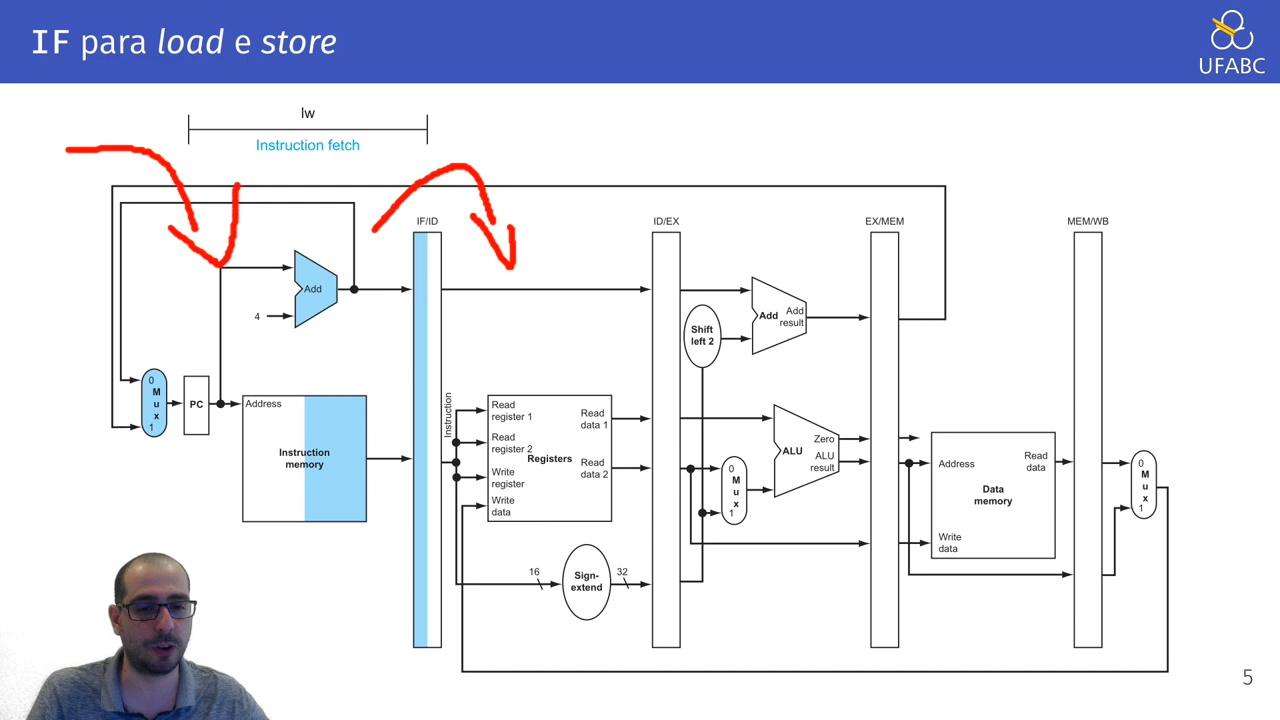 IF para load e store
UFABC
lw
Instruction fetch
IF/ID
ID/EX
EX/MEM
MEM/WB
Add
4
0
M
u
x
1
PC
Address
Instruction
memory
Instruction
Read
register 1
Read
register 2
Write
register
Write
data
Registers
Read
data 1
Read
data 2
16
Sign-
extend
32
Shift
left 2
Add
Add
result
0
M
u
x
1
ALU
Zero
ALU
result
Address
Read
data
Data
memory
Write
data
0
M
u
x
1
5